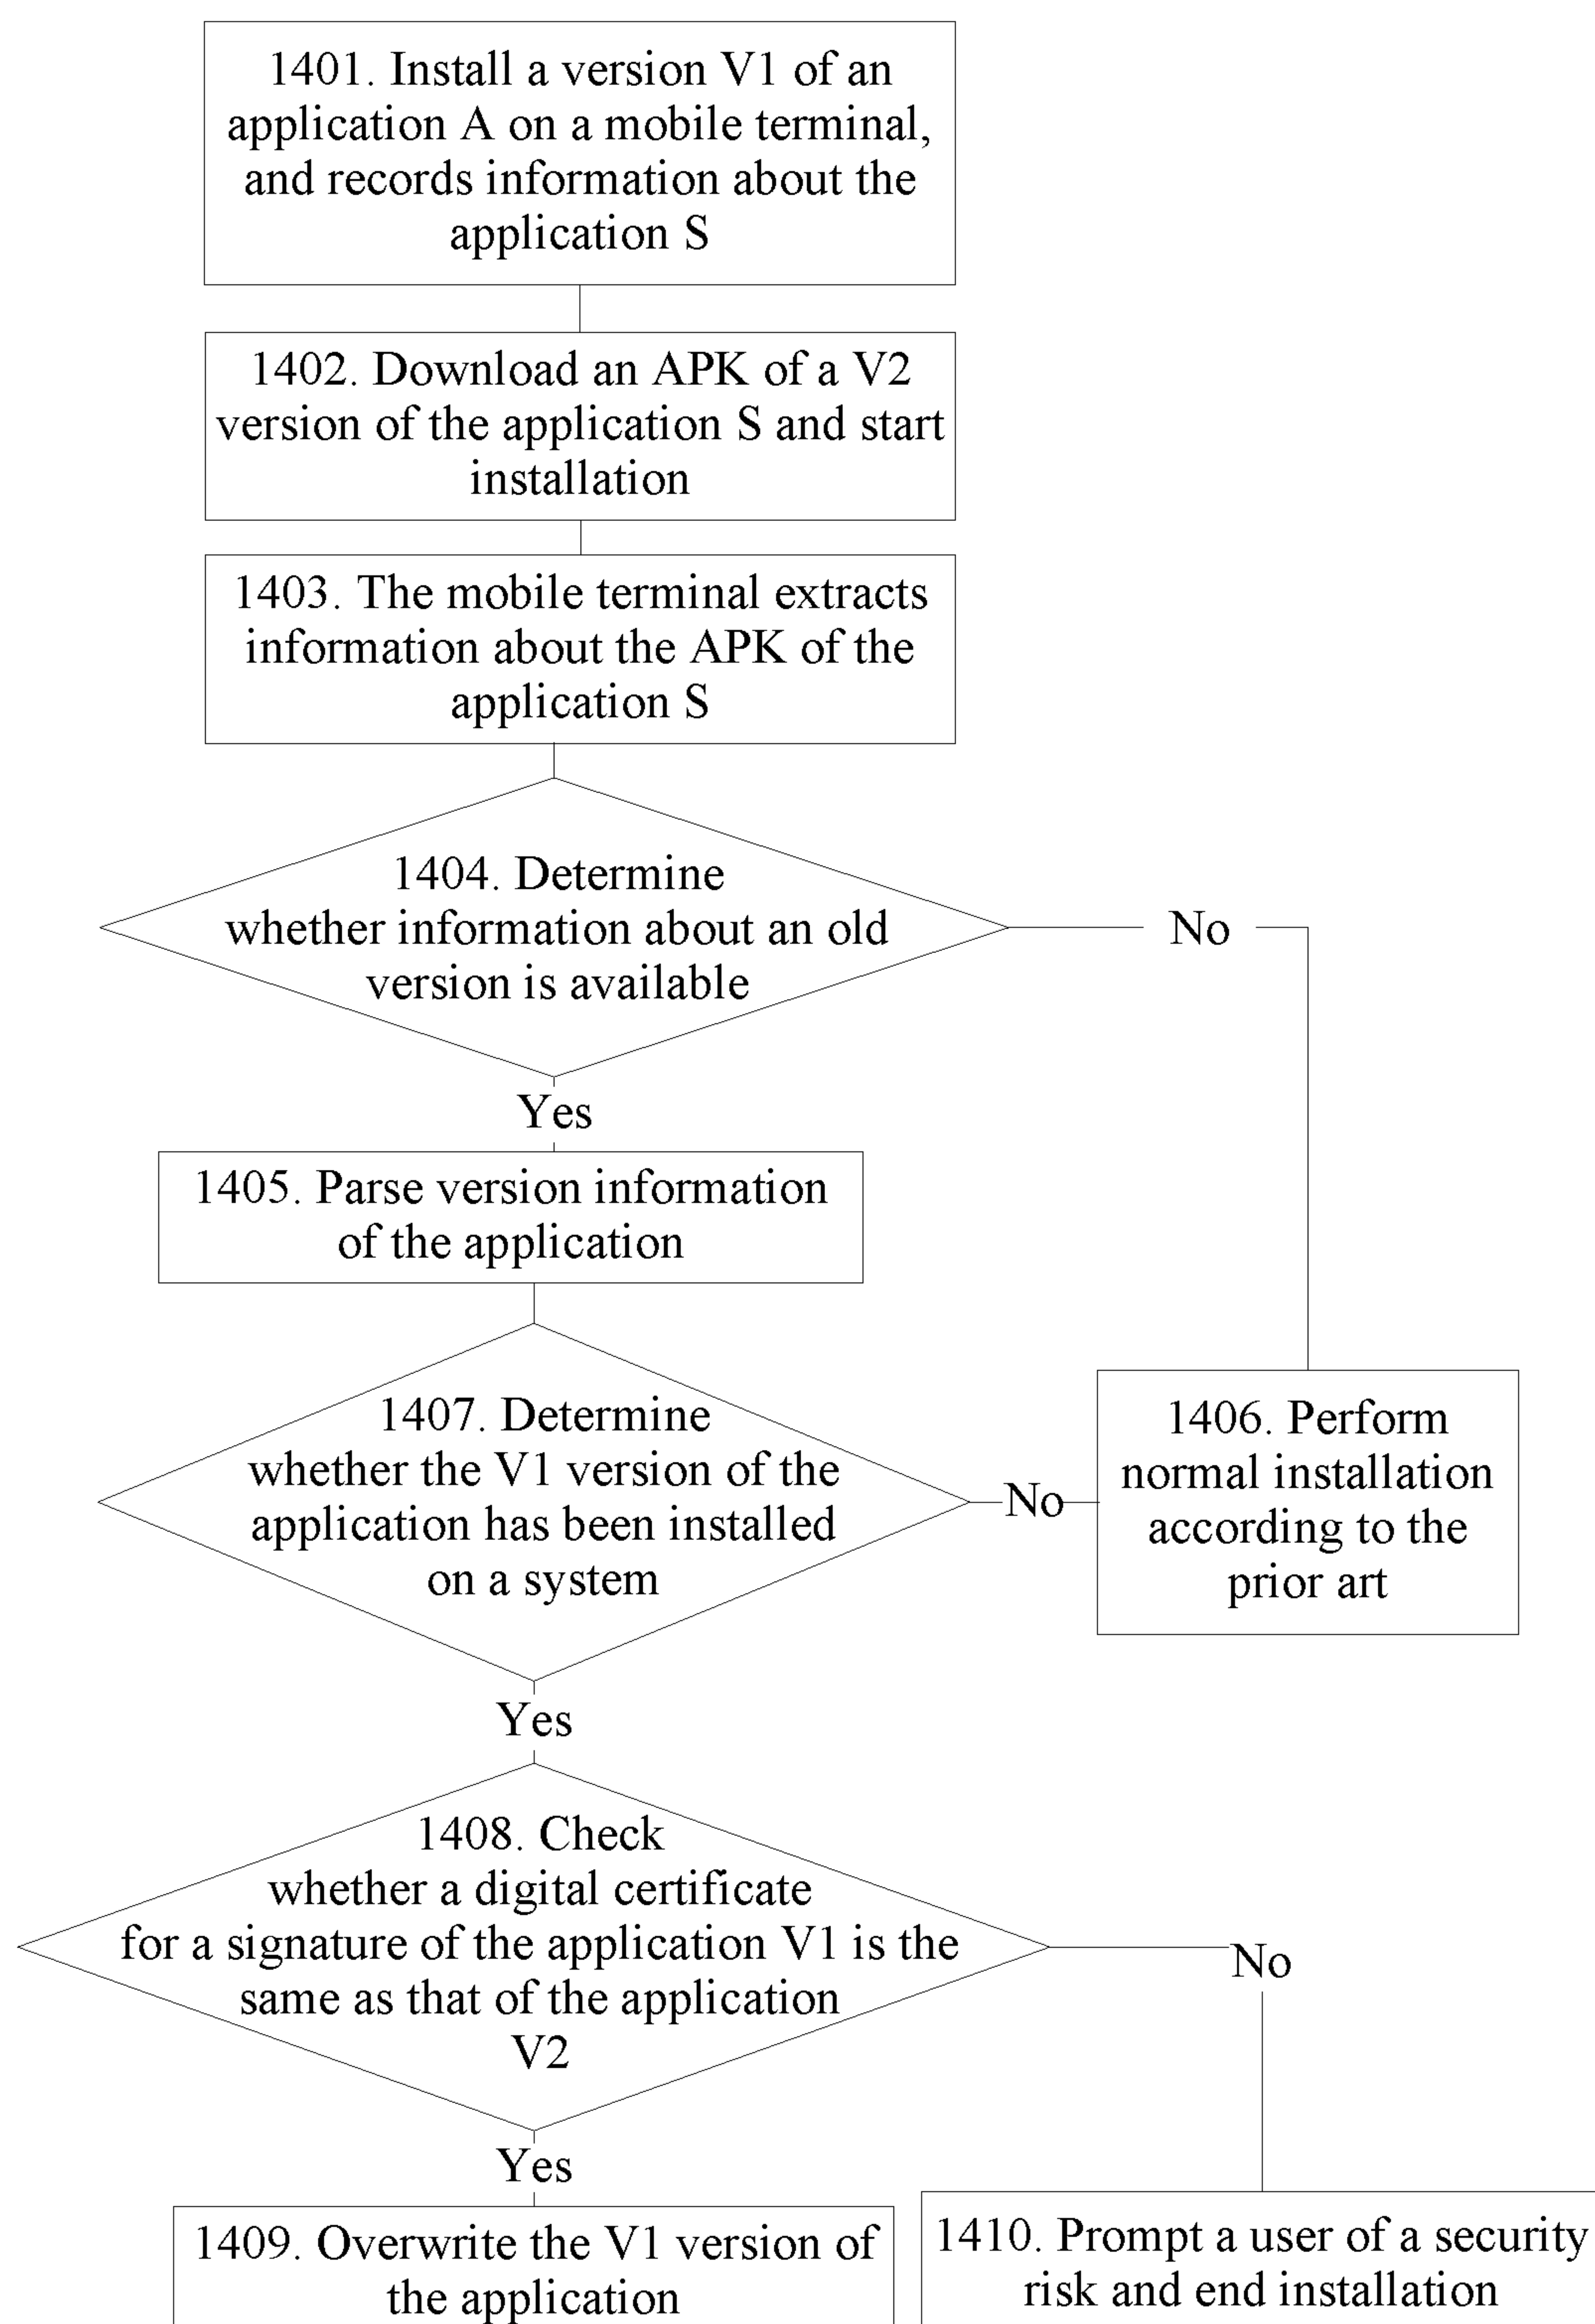 1401. Install a version V1 of an
application A on a mobile terminal,
and records information about the
application S
1402. Download an APK of a V2
version of the application S and start
installation
1403. The mobile terminal extracts
information about the APK of the
application S
1404. Determine
whether information about an old
version is available
No
Yes
1405. Parse version information
of the application
1407. Determine
whether the V1 version of the
application has been installed
on a system
No
1406. Perform
normal installation
according to the
prior art
Yes
1408. Check
whether a digital certificate
for a signature of the application V1 is the
same as that of the application
V2
No
Yes
1409. Overwrite the V1 version of
the application
1410. Prompt a user of a security
risk and end installation